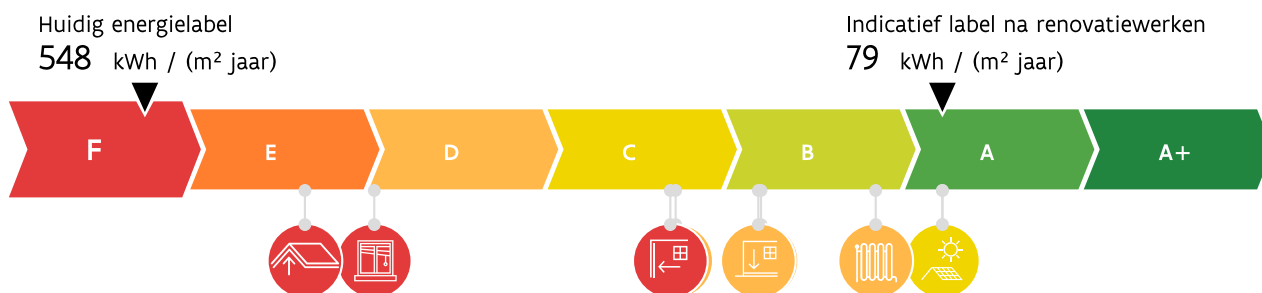 Huidig energielabel
548 kWh / (m² jaar)
Indicatief label na renovatiewerken
79 kWh / (m² jaar)
F E D C B A A+